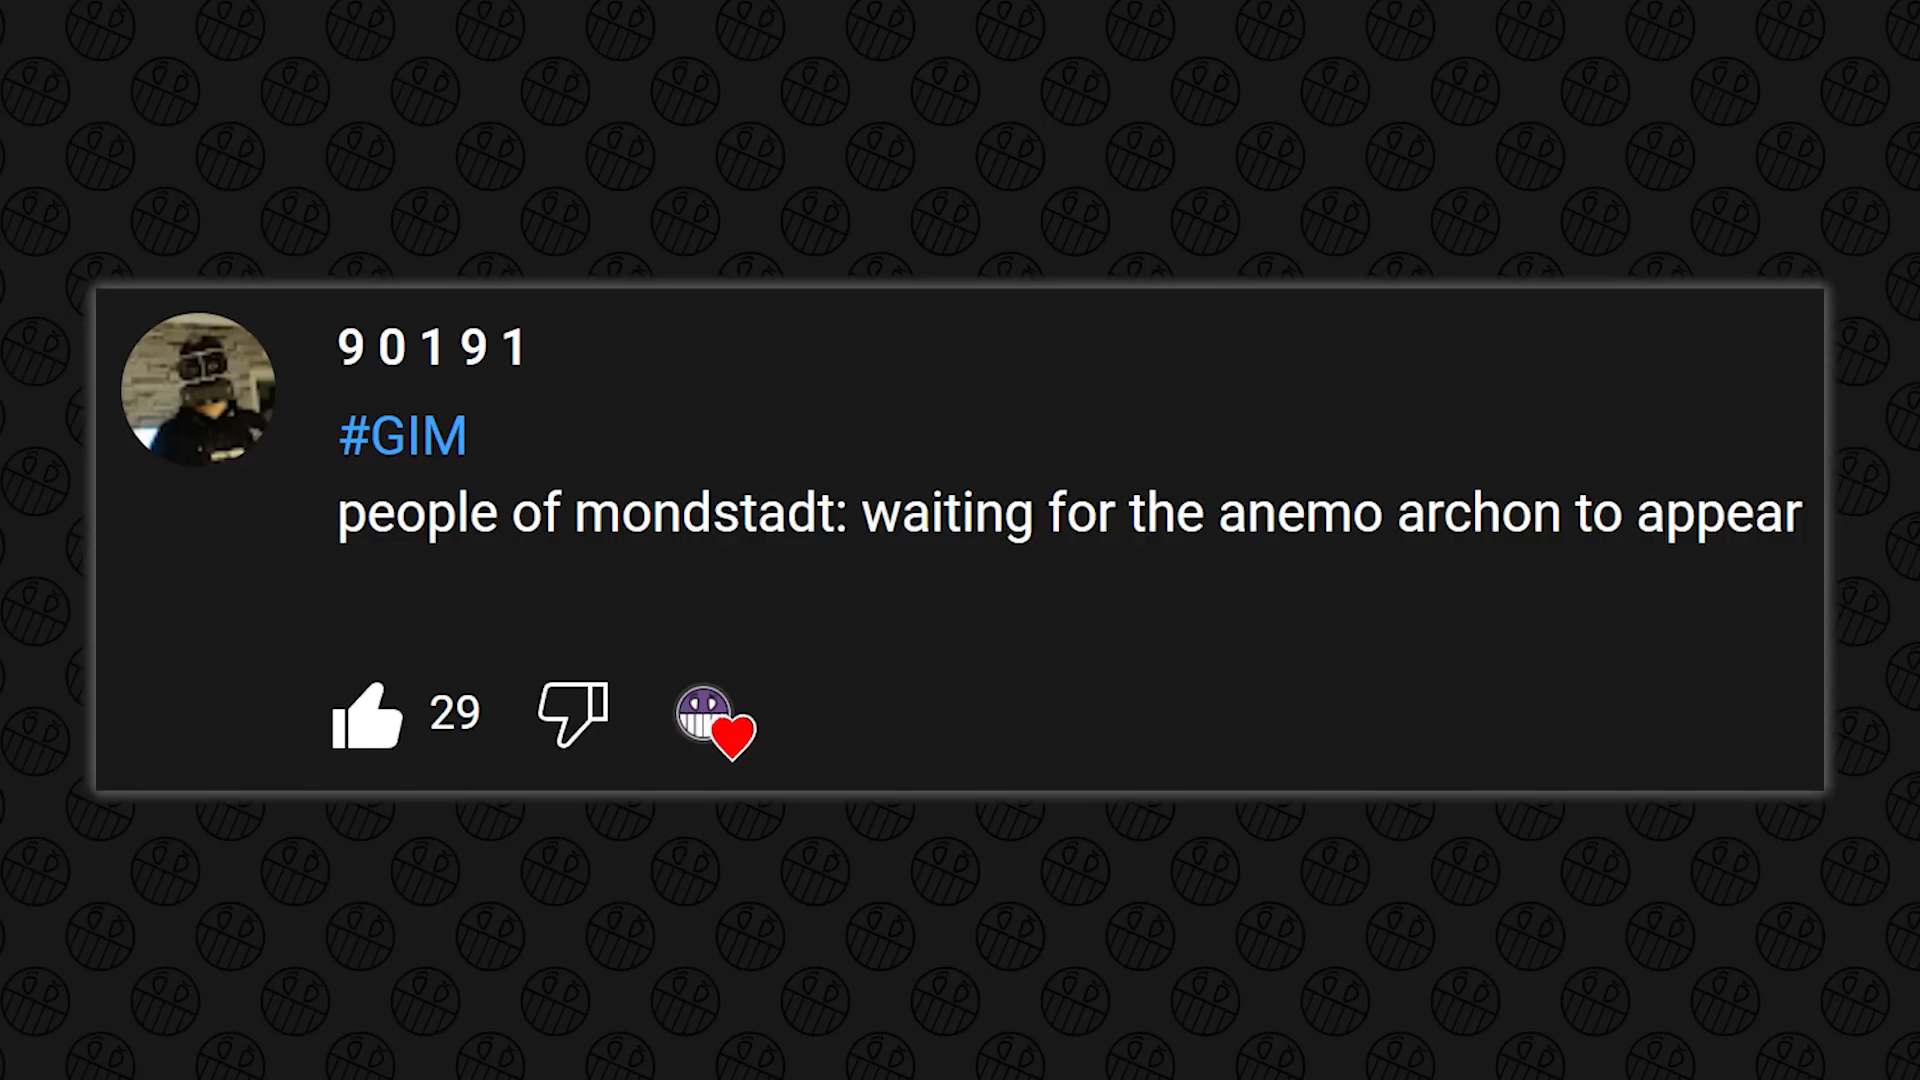 9 0 1 9 1
#GIM
people of mondstadt: waiting for the anemo archon to appear
29